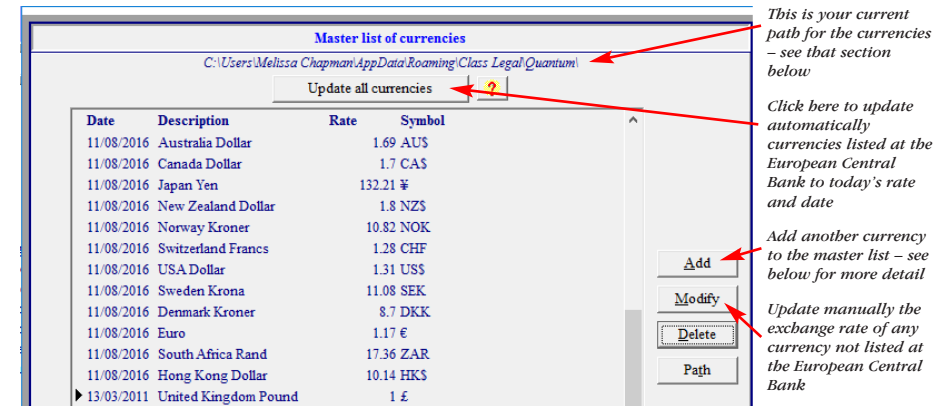 Master list of currencies
C:\Users\Melissa Chapman\AppData\Roaming\Class Legal\Quantum\
Update all currencies ?
Date Description Rate Symbol
11/08/2016 Australia Dollar 1.69 AU$
11/08/2016 Canada Dollar 1.7 CA$
11/08/2016 Japan Yen 132.21 ¥
11/08/2016 New Zealand Dollar 1.8 NZ$
11/08/2016 Norway Kroner 10.82 NOK
11/08/2016 Switzerland Francs 1.28 CHF
11/08/2016 USA Dollar 1.31 US$
11/08/2016 Sweden Krona 11.08 SEK
11/08/2016 Denmark Kroner 8.7 DKK
11/08/2016 Euro 1.17 €
11/08/2016 South Africa Rand 17.36 ZAR
11/08/2016 Hong Kong Dollar 10.14 HK$
13/03/2011 United Kingdom Pound 1 £
Add
Modify
Delete
Path
This is your current
path for the currencies
– see that section
below
Click here to update
automatically
currencies listed at the
European Central
Bank to today's rate
and date
Add another currency
to the master list – see
below for more detail
Update manually the
exchange rate of any
currency not listed at
the European Central
Bank